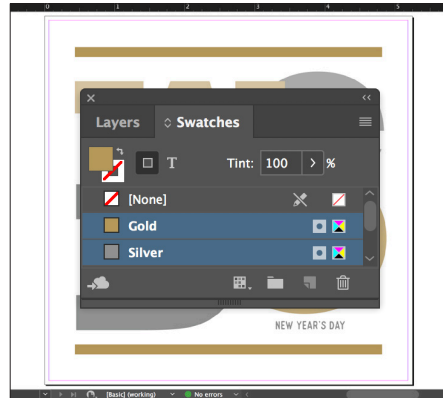 0 1 2 3 4 5
Layers Swatches
T Tint: 100 %
[None]
Gold
Silver
NEW YEAR'S DAY
[Basic] (working) No errors